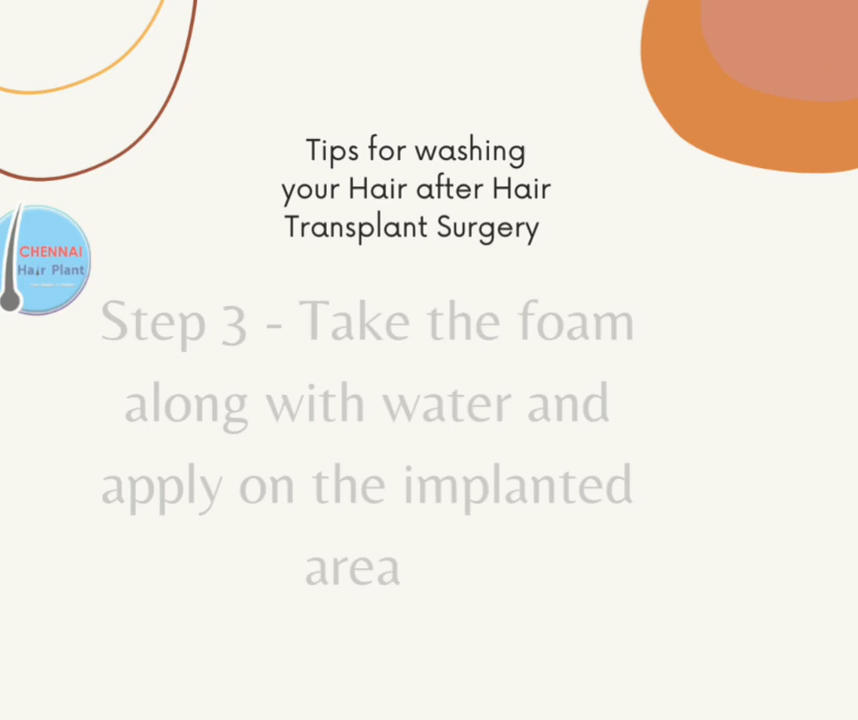 Tips for washing
your Hair after Hair
Transplant Surgery
CHENNAI
Hair Plant
Step 3 - Take the foam
along with water and
apply on the implanted
area